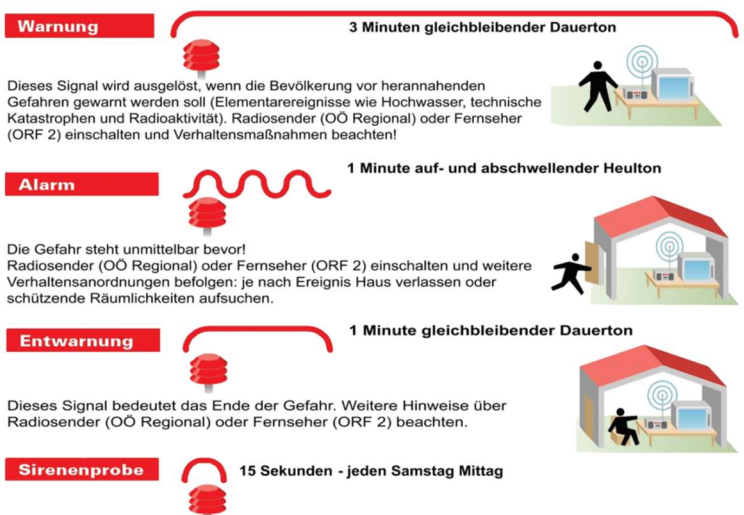 Warnung
3 Minuten gleichbleibender Dauerton
Dieses Signal wird ausgelöst, wenn die Bevölkerung vor herannahenden
Gefahren gewarnt werden soll (Elementarereignisse wie Hochwasser, technische
Katastrophen und Radioaktivität). Radiosender (OÖ Regional) oder Fernseher
(ORF 2) einschalten und Verhaltensmaßnahmen beachten!
1 Minute auf- und abschwellender Heulton
Alarm
Die Gefahr steht unmittelbar bevor!
Radiosender (OÖ Regional) oder Fernseher (ORF 2) einschalten und weitere
Verhaltensanordnungen befolgen: je nach Ereignis Haus verlassen oder
schützende Räumlichkeiten aufsuchen.
1 Minute gleichbleibender Dauerton
Entwarnung
Dieses Signal bedeutet das Ende der Gefahr. Weitere Hinweise über
Radiosender (OÖ Regional) oder Fernseher (ORF 2) beachten.
Sirenenprobe
15 Sekunden - jeden Samstag Mittag